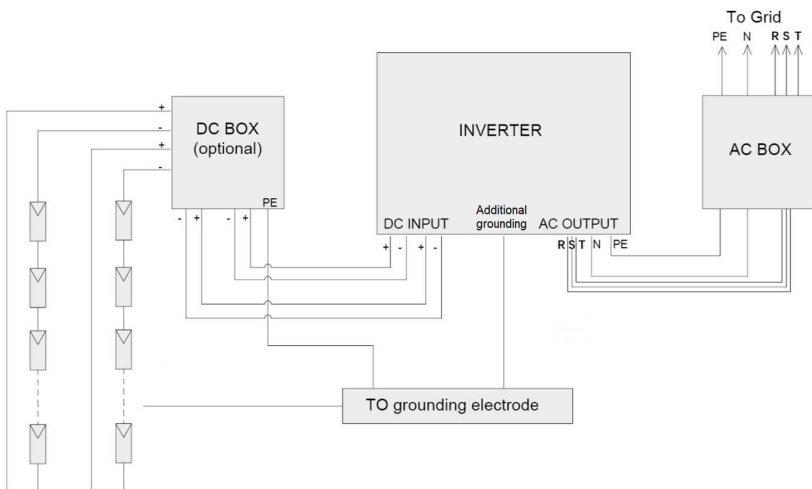 To Grid
PE N R S T
+
-
+
-
DC BOX
(optional)
PE
- + - +
INVERTER
DC INPUT
+ - + -
Additional
grounding
AC OUTPUT
R S T N PE
AC BOX
TO grounding electrode